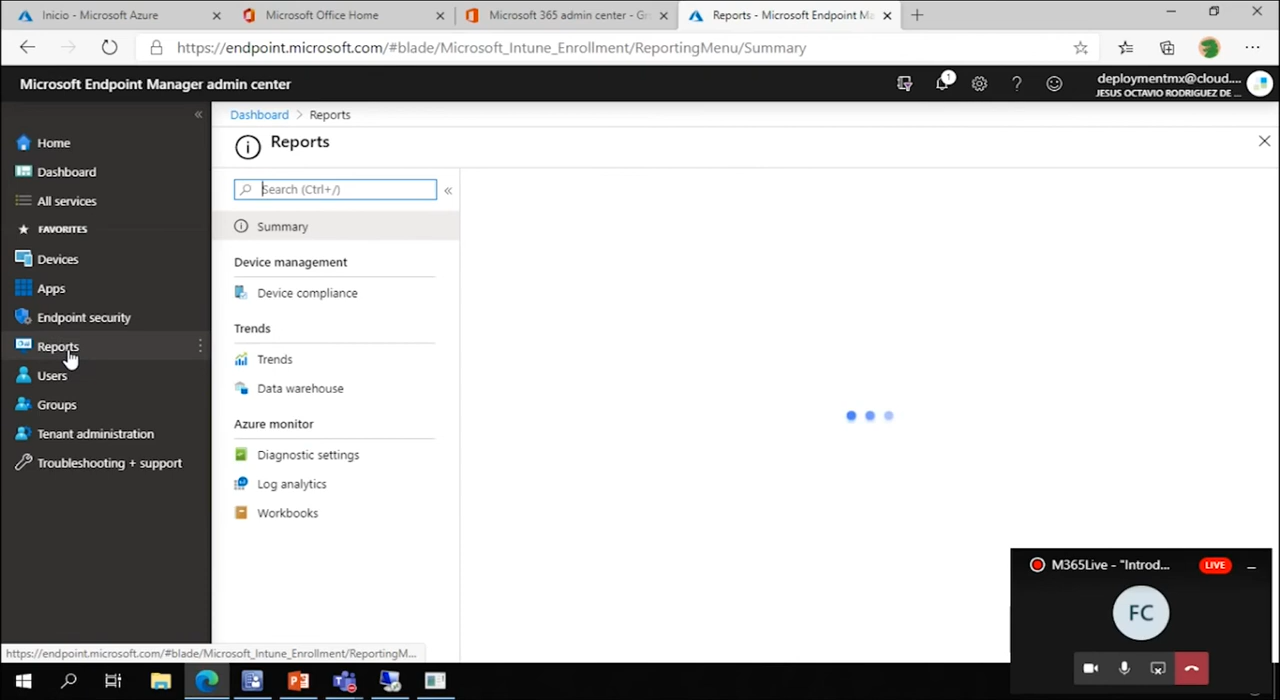 Inicio - Microsoft Azure
Microsoft Office Home
Microsoft 365 admin center - Gr
Reports - Microsoft Endpoint Ma
https://endpoint.microsoft.com/#blade/Microsoft_Intune_Enrollment/ReportingMenu/Summary
Microsoft Endpoint Manager admin center
1
deploymentmx@cloud....
JESUS OCTAVIO RODRIGUEZ DE ...
Home
Dashboard
All services
FAVORITES
Devices
Apps
Endpoint security
Reports
Users
Groups
Tenant administration
Troubleshooting + support
Dashboard > Reports
Reports
Search (Ctrl+/)
Summary
Device management
Device compliance
Trends
Trends
Data warehouse
Azure monitor
Diagnostic settings
Log analytics
Workbooks
M365Live - "Introd...
LIVE
FC
https://endpoint.microsoft.com/#blade/Microsoft_Intune_Enrollment/ReportingM...